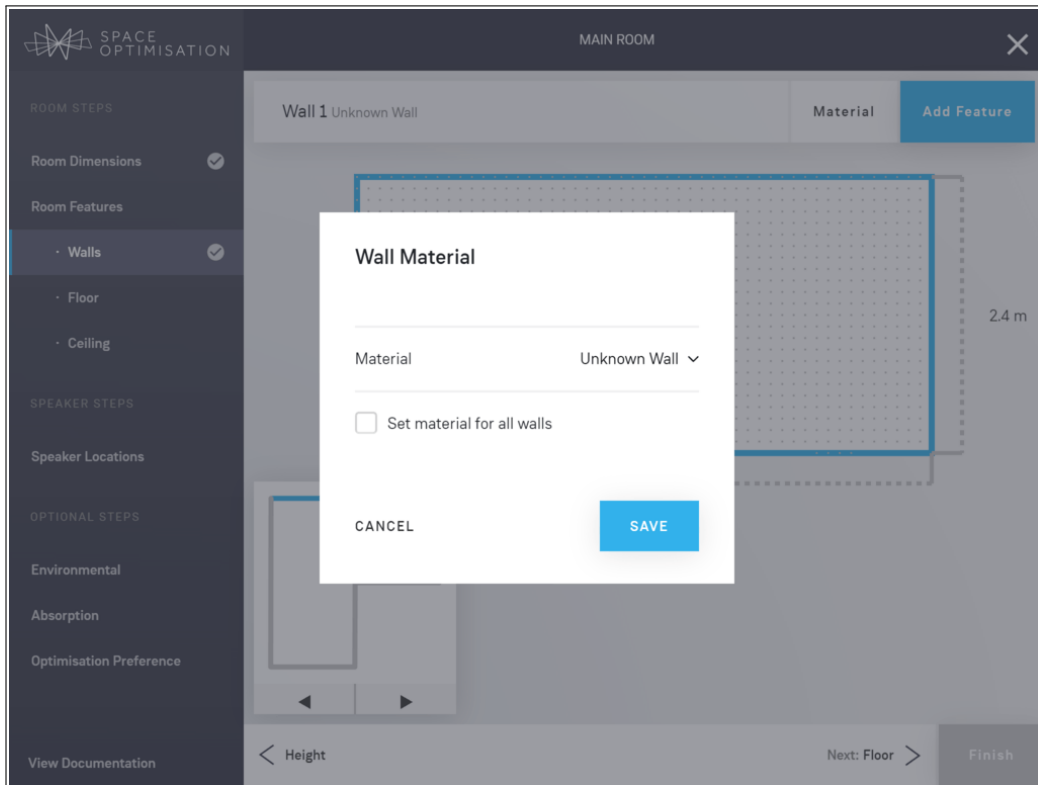 SPACE
OPTIMISATION
MAIN ROOM
ROOM STEPS
Room Dimensions
Room Features
· Walls
· Floor
· Ceiling
SPEAKER STEPS
Speaker Locations
OPTIONAL STEPS
Environmental
Absorption
Optimisation Preference
View Documentation
Wall 1 Unknown Wall
Material
Add Feature
2.4 m
Wall Material
Material
Unknown Wall
Set material for all walls
CANCEL
SAVE
Height
Next: Floor
Finish